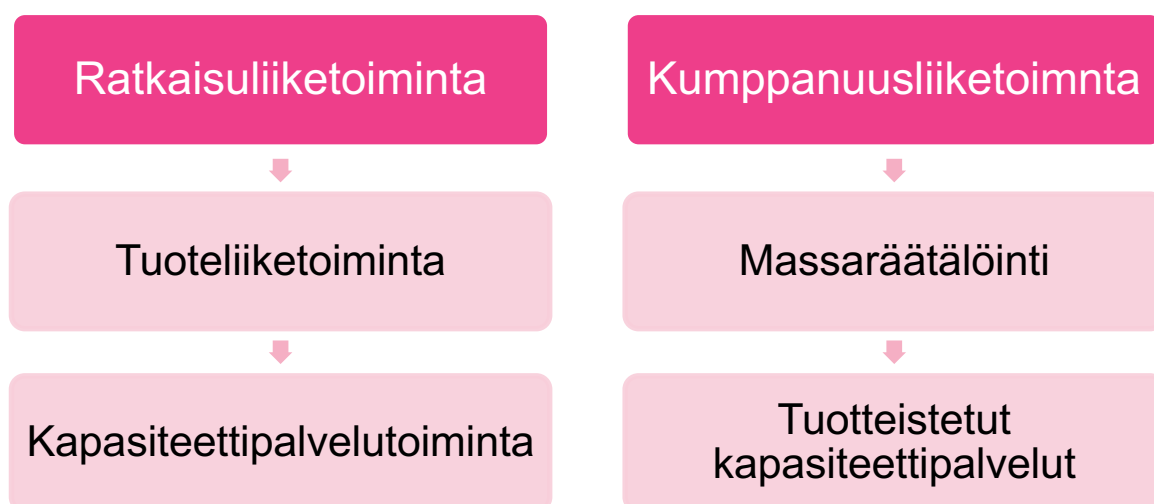 Ratkaisuliiketoiminta
Tuoteliiketoiminta
Kapasiteettipalvelutoiminta
Kumppanuusliiketoimnta
Massaräätälöinti
Tuotteistetut
kapasiteettipalvelut